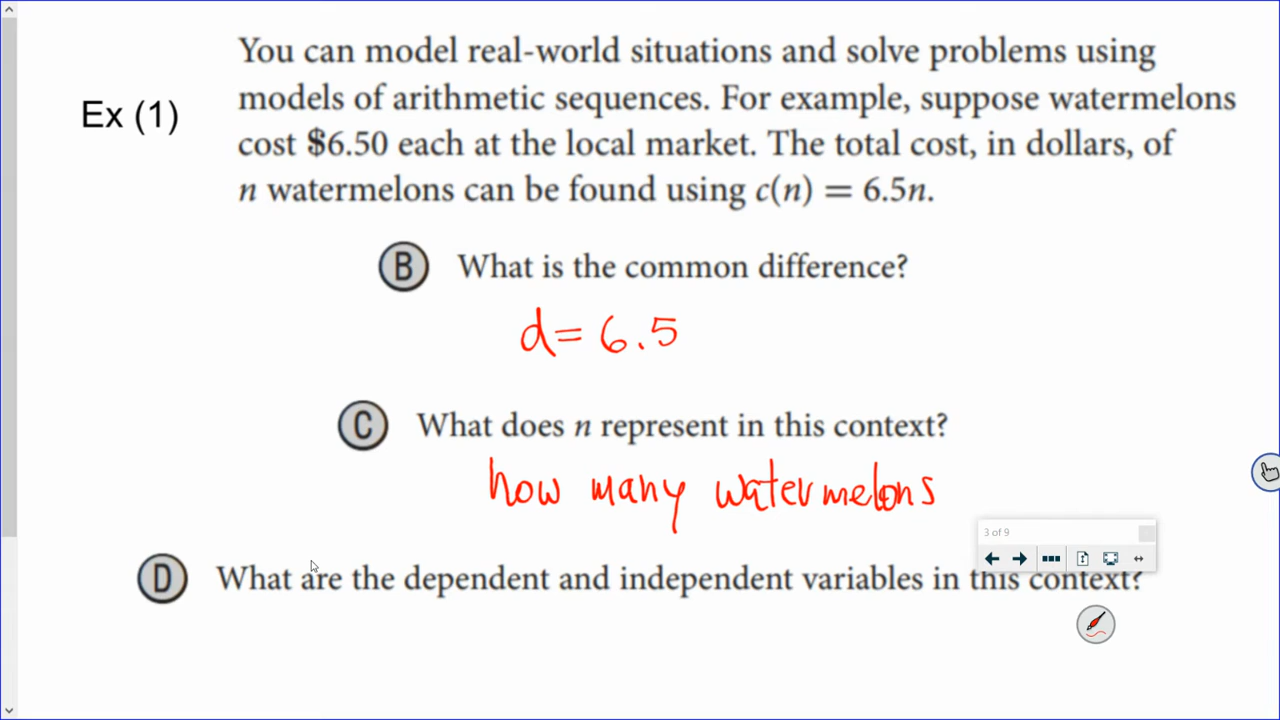 You can model real-world situations and solve problems using
Ex (1)
models of arithmetic sequences. For example, suppose watermelons
cost $6.50 each at the local market. The total cost, in dollars, of
n watermelons can be found using c(n) = 6.5n.
B What is the common difference?
d = 6.5
C What does n represent in this context?
how many watermelons
3 of 9
D What are the dependent and independent variables in this context?